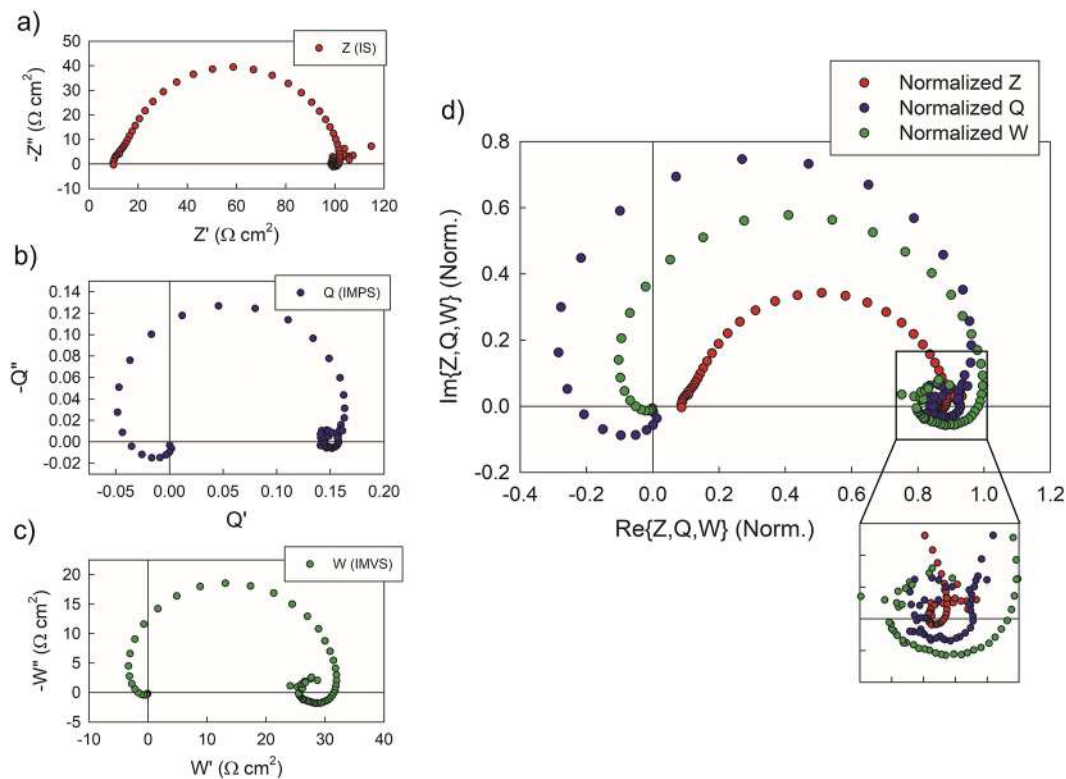 a)
Z (IS)
-Z" (Ω cm²)
50
40
30
20
10
0
-10
0 20 40 60 80 100 120
Z' (Ω cm²)
b)
Q (IMPS)
-Q"
0.14
0.12
0.10
0.08
0.06
0.04
0.02
0.00
-0.02
-0.05 0.00 0.05 0.10 0.15 0.20
Q'
c)
W (IMVS)
-W" (Ω cm²)
20
15
10
5
0
-5
-10 0 10 20 30 40
W' (Ω cm²)
d)
Normalized Z
Normalized Q
Normalized W
Im{Z,Q,W} (Norm.)
0.8
0.6
0.4
0.2
0.0
-0.2
-0.4 -0.2 0.0 0.2 0.4 0.6 0.8 1.0 1.2
Re{Z,Q,W} (Norm.)